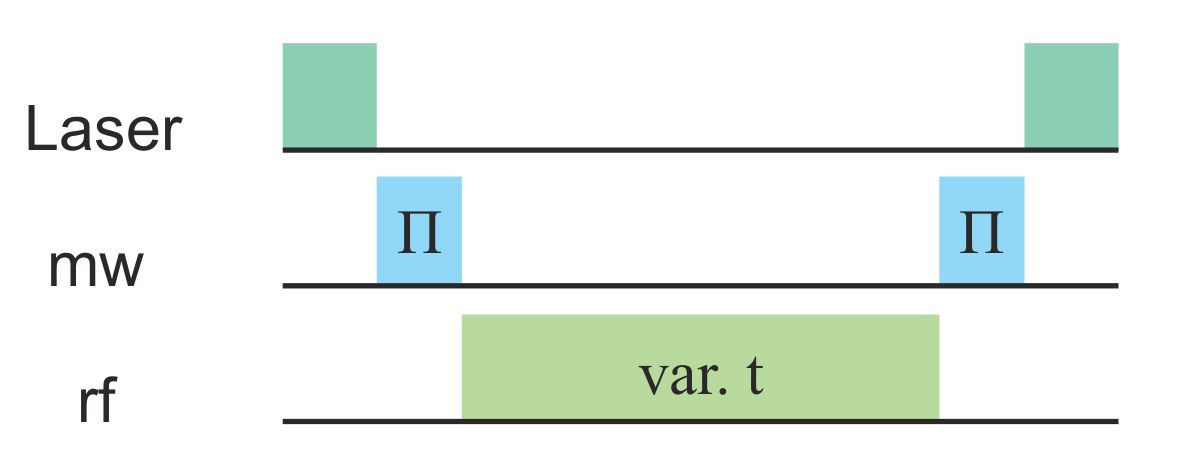 Laser
mw Π Π
rf var. t